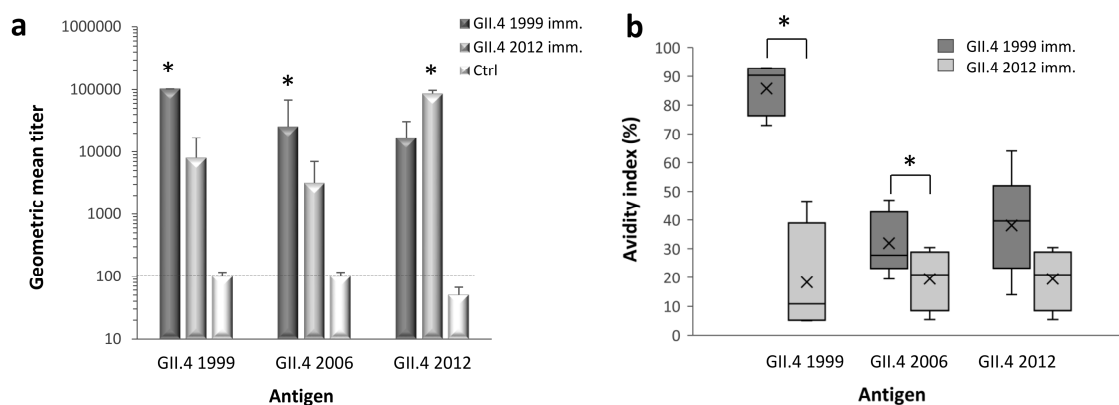 a
Geometric mean titer
1000000
100000
10000
1000
100
10
* * *
GII.4 1999 imm.
GII.4 2012 imm.
Ctrl
GII.4 1999 GII.4 2006 GII.4 2012
Antigen
b
Avidity index (%)
100
90
80
70
60
50
40
30
20
10
0
*
*
GII.4 1999 imm.
GII.4 2012 imm.
GII.4 1999 GII.4 2006 GII.4 2012
Antigen